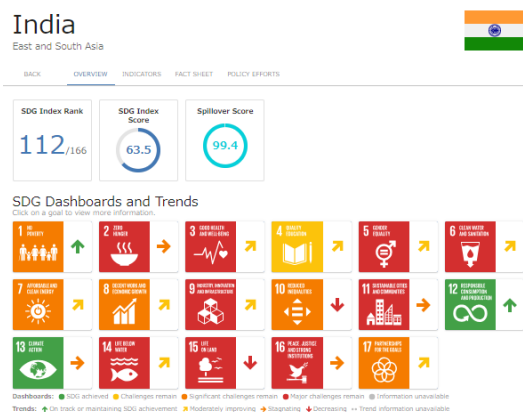 India
East and South Asia
BACK OVERVIEW INDICATORS FACT SHEET POLICY EFFORTS
SDG Index Rank
112/166
SDG Index
Score
63.5
Spillover Score
99.4
SDG Dashboards and Trends
Click on a goal to view more information.
1 NO
POVERTY
2 ZERO
HUNGER
3 GOOD HEALTH
AND WELL-BEING
4 QUALITY
EDUCATION
5 GENDER
EQUALITY
6 CLEAN WATER
AND SANITATION
7 AFFORDABLE AND
CLEAN ENERGY
8 DECENT WORK AND
ECONOMIC GROWTH
9 INDUSTRY, INNOVATION
AND INFRASTRUCTURE
10 REDUCED
INEQUALITIES
11 SUSTAINABLE CITIES
AND COMMUNITIES
12 RESPONSIBLE
CONSUMPTION
AND PRODUCTION
13 CLIMATE
ACTION
14 LIFE BELOW
WATER
15 LIFE
ON LAND
16 PEACE, JUSTICE
AND STRONG
INSTITUTIONS
17 PARTNERSHIPS
FOR THE GOALS
Dashboards: SDG achieved Challenges remain Significant challenges remain Major challenges remain Information unavailable
Trends: On track or maintaining SDG achievement Moderately improving Stagnating Decreasing Trend information unavailable